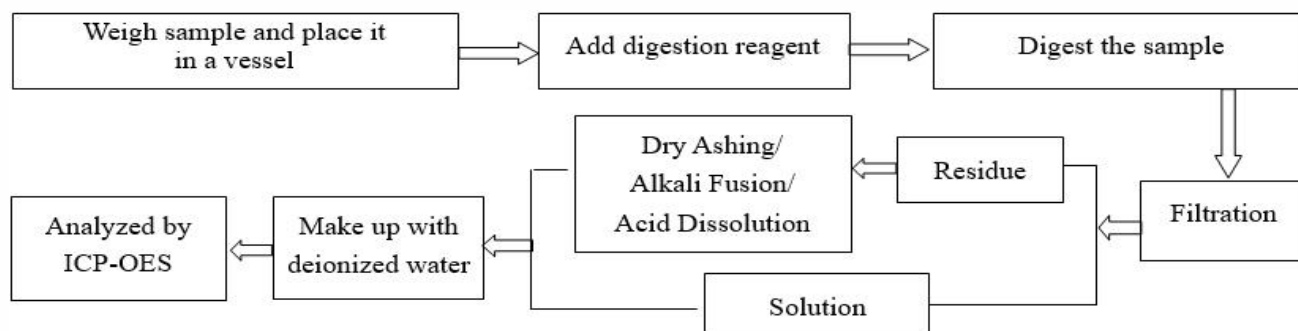 Weigh sample and place it
in a vessel
Add digestion reagent
Digest the sample
Filtration
Residue
Dry Ashing/
Alkali Fusion/
Acid Dissolution
Solution
Make up with
deionized water
Analyzed by
ICP-OES